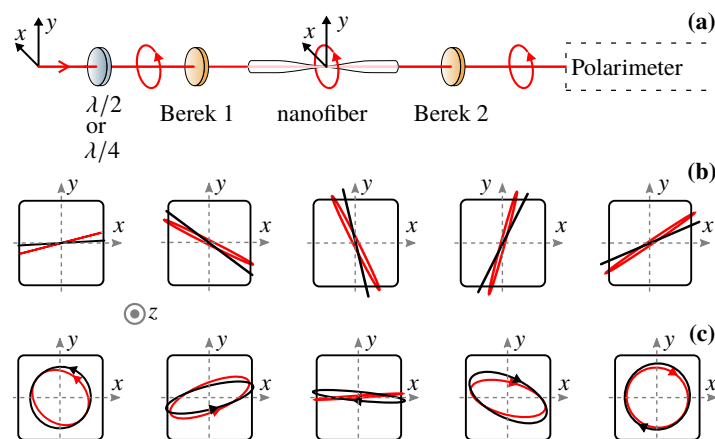 y
x
y
x
(a)
Polarimeter
λ/2
or
λ/4
Berek 1
nanofiber
Berek 2
(b)
y
x
y
x
y
x
y
x
y
x
z
(c)
y
x
y
x
y
x
y
x
y
x